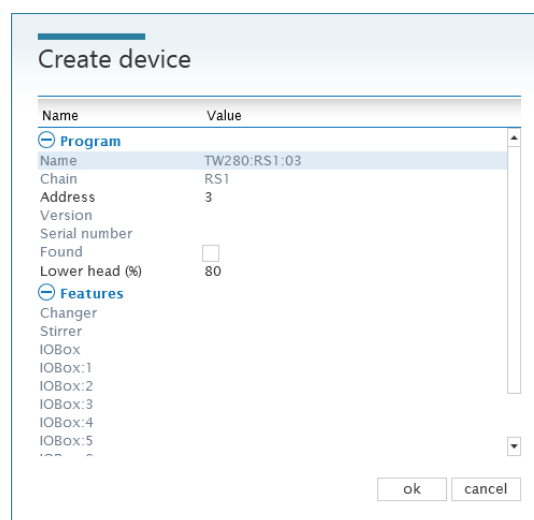 Create device
Name Value
Program
Name TW280:RS1:03
Chain RS1
Address 3
Version
Serial number
Found
Lower head (%) 80
Features
Changer
Stirrer
IOBox
IOBox:1
IOBox:2
IOBox:3
IOBox:4
IOBox:5
ok cancel